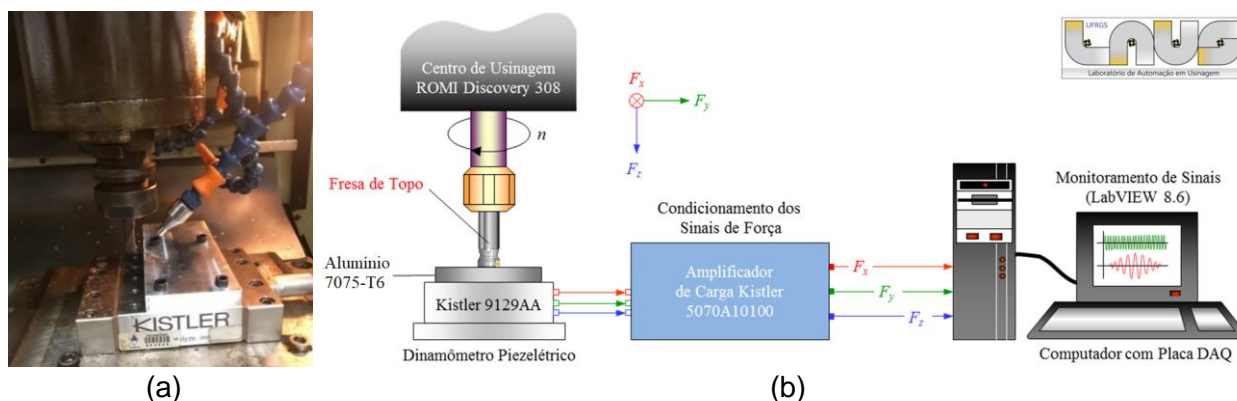 UFRGS
Laboratório de Automação em Usinagem
Centro de Usinagem
ROMI Discovery 308
n
Fx
Fy
Fz
Fresa de Topo
Alumínio
7075-T6
Kistler 9129AA
Dinamômetro Piezelétrico
Condicionamento dos
Sinais de Força
Amplificador
de Carga Kistler
5070A10100
Fx
Fy
Fz
Monitoramento de Sinais
(LabVIEW 8.6)
Computador com Placa DAQ
KISTLER
(a)
(b)